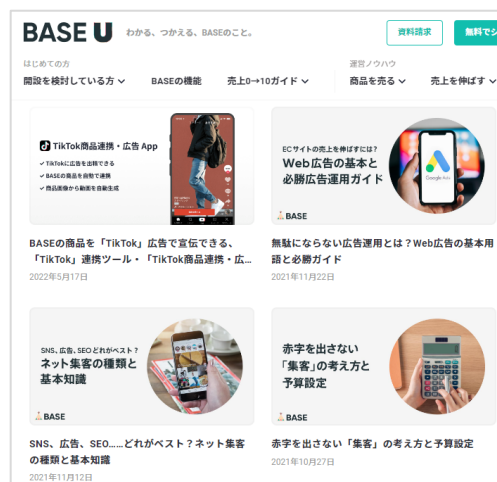 BASE U わかる、つかえる、BASEのこと。 資料請求 無料でシ
はじめての方 運営ノウハウ
開設を検討している方 BASEの機能 売上0→10ガイド 商品を売る 売上を伸ばす
TikTok商品連携・広告 App
✓ TikTokに広告を出稿できる
✓ BASEの商品を自動で連携
✓ 商品画像から動画を自動生成
BASEの商品を「TikTok」広告で宣伝できる、
「TikTok」連携ツール・「TikTok商品連携・広...
2022年5月17日
ECサイトの売上を伸ばすには?
Web広告の基本と
必勝広告運用ガイド
Google Ads
BASE
無駄にならない広告運用とは?Web広告の基本用
語と必勝ガイド
2021年11月22日
SNS、広告、SEOどれがベスト?
ネット集客の種類と
基本知識
BASE
SNS、広告、SEO......どれがベスト?ネット集客
の種類と基本知識
2021年11月12日
赤字を出さない
「集客」の考え方と
予算設定
BASE
赤字を出さない「集客」の考え方と予算設定
2021年10月27日